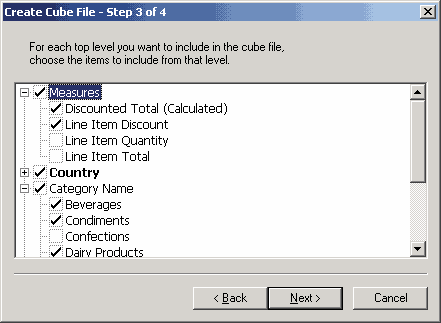 Create Cube File - Step 3 of 4
For each top level you want to include in the cube file,
choose the items to include from that level.
Measures
Discounted Total (Calculated)
Line Item Discount
Line Item Quantity
Line Item Total
Country
Category Name
Beverages
Condiments
Confections
Dairy Products
< Back
Next >
Cancel